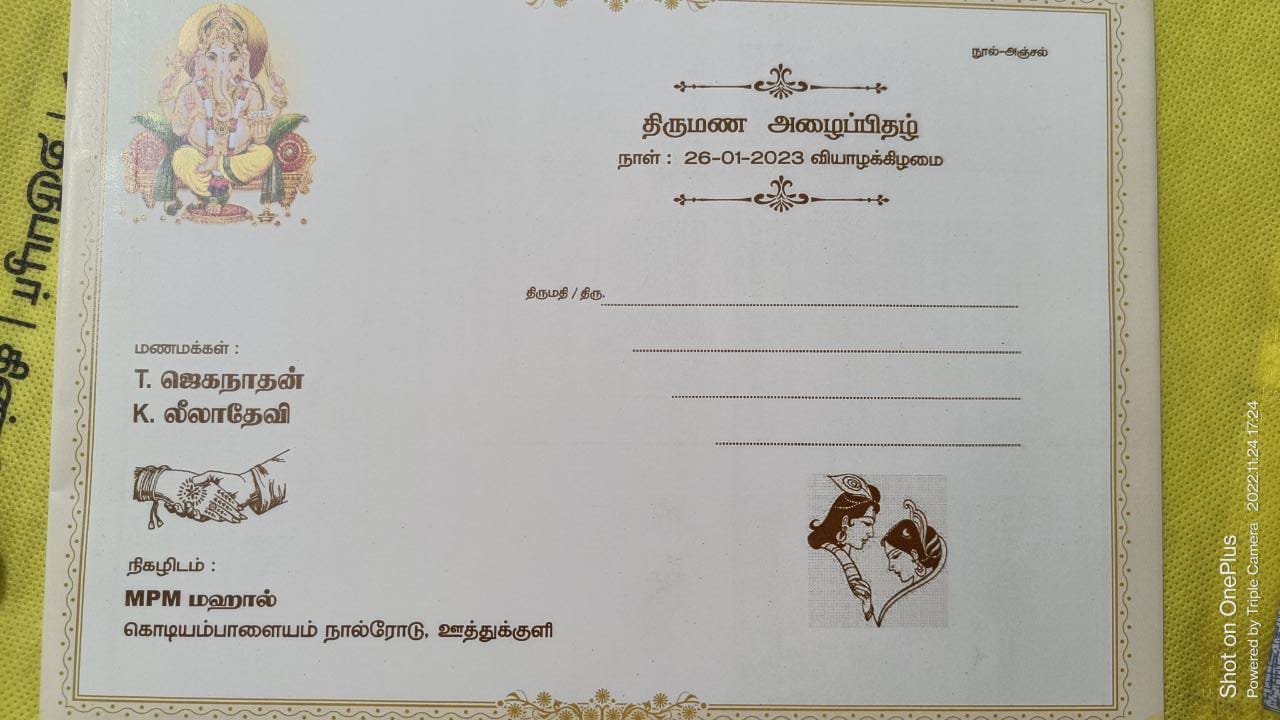 நூல்-அஞ்சல்
திருமண அழைப்பிதழ்
நாள் : 26-01-2023 வியாழக்கிழமை
திருமதி / திரு.
மணமக்கள் :
T. ஜெகநாதன்
K. லீலாதேவி
நிகழிடம் :
MPM மஹால்
கொடியம்பாளையம் நால்ரோடு, ஊத்துக்குளி
Shot on OnePlus
Powered by Triple Camera 2022.11.24 17:24